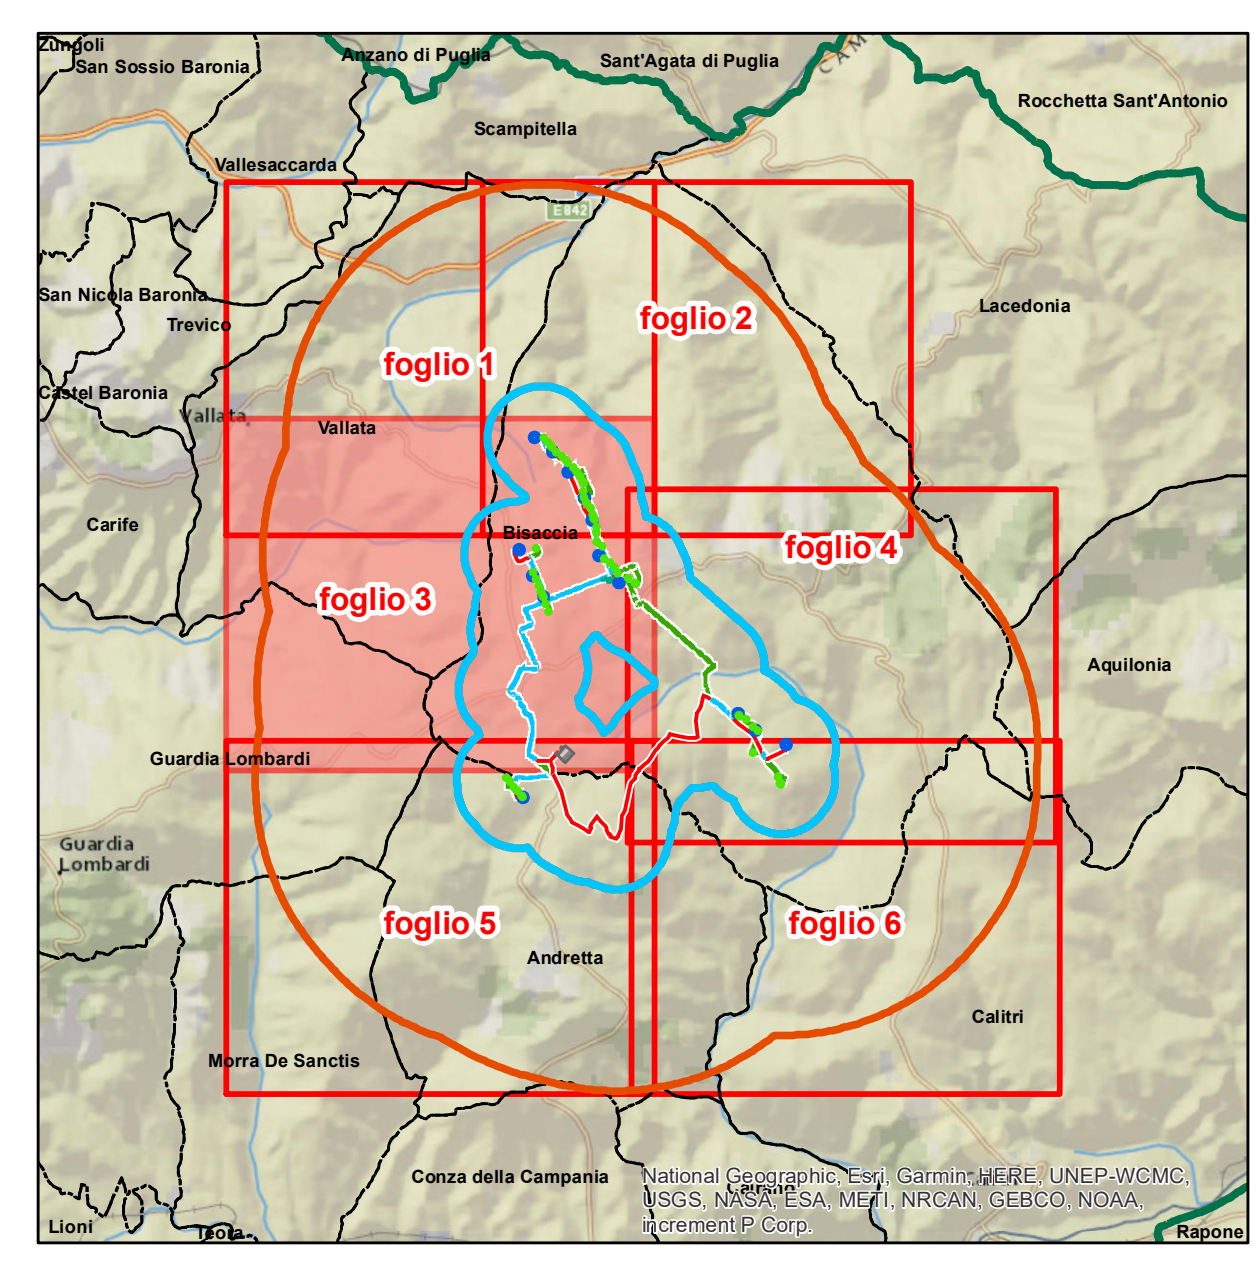 Zungoli
San Sossio Baronia
Anzano di Puglia
Sant'Agata di Puglia
Rocchetta Sant'Antonio
Scampitella
Vallesaccarda
E842
San Nicola Baronia
Trevico
Lacedonia
foglio 2
foglio 1
Castel Baronia
Vallata
Vallata
Carife
Bisaccia
foglio 4
foglio 3
Aquilonia
Guardia Lombardi
Guardia
Lombardi
foglio 5
foglio 6
Andretta
Calitri
Morra De Sanctis
Conza della Campania
National Geographic, Esri, Garmin, HERE, UNEP-WCMC,
USGS, NASA, ESA, METI, NRCAN, GEBCO, NOAA,
increment P Corp.
Cairano
Lioni
Teora
Rapone